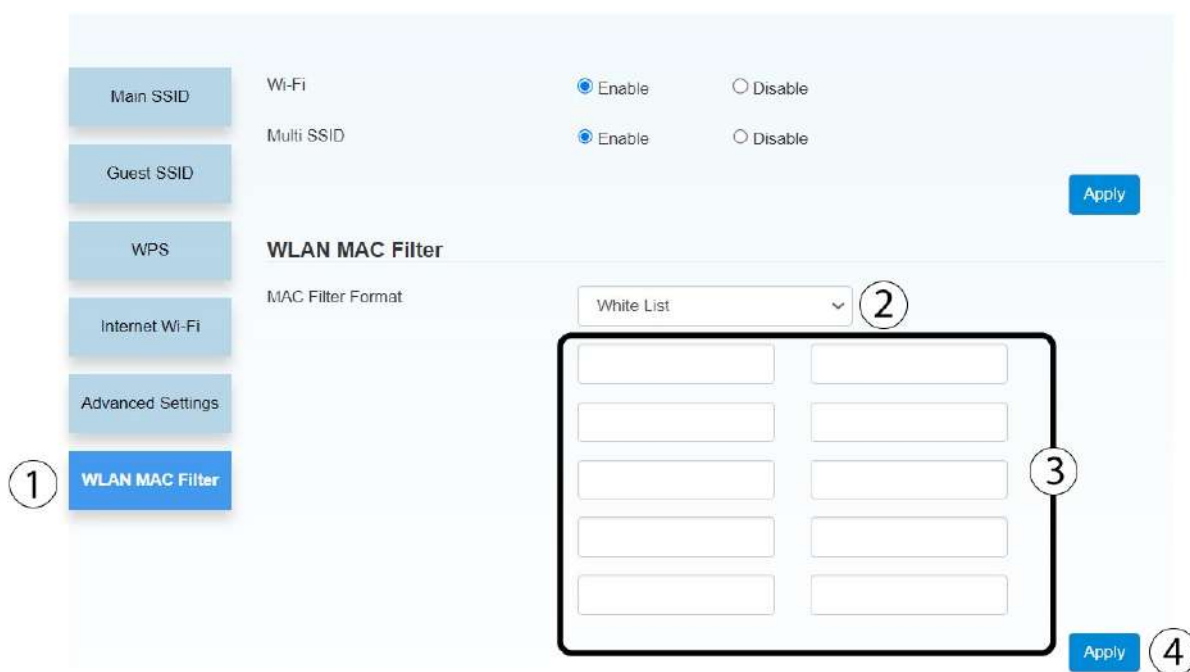 Main SSID
Wi-Fi
Enable
Disable
Multi SSID
Enable
Disable
Guest SSID
Apply
WPS
WLAN MAC Filter
MAC Filter Format
White List
2
Internet Wi-Fi
Advanced Settings
1
WLAN MAC Filter
3
Apply
4